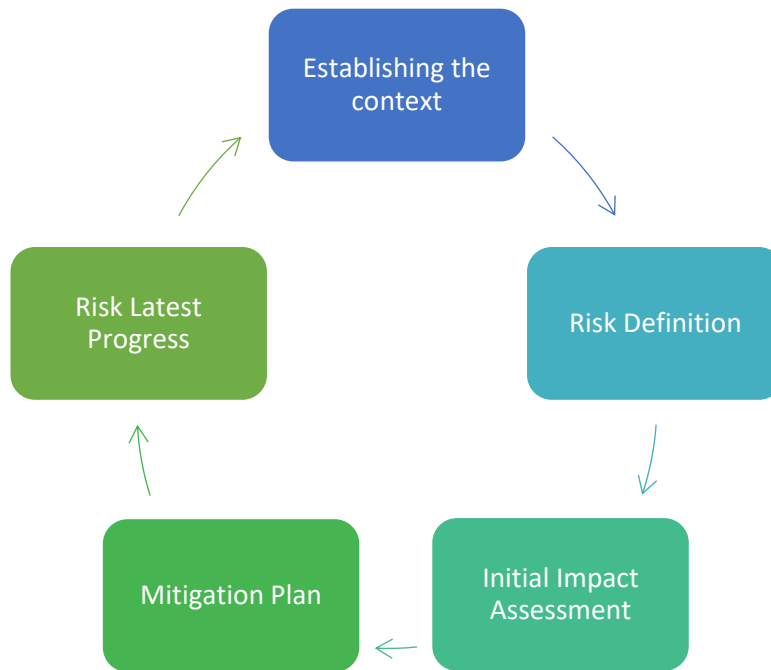 Establishing the
context
Risk Definition
Initial Impact
Assessment
Mitigation Plan
Risk Latest
Progress